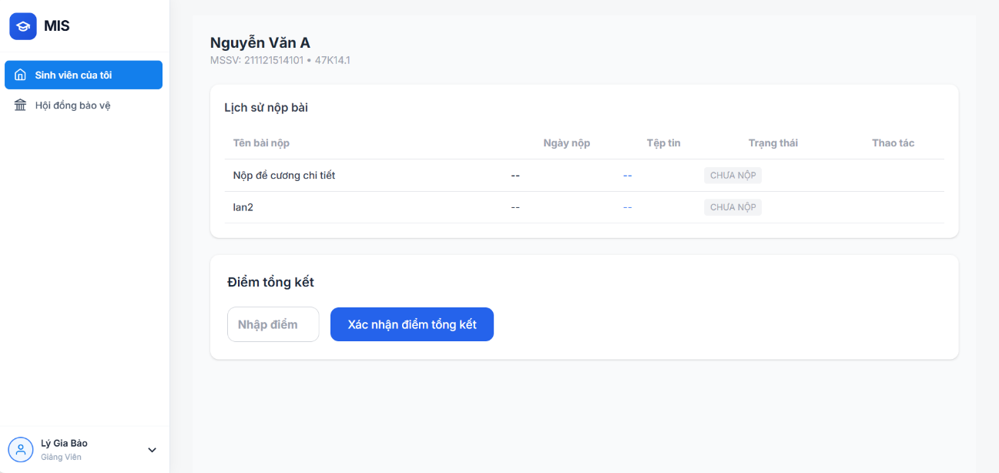 MIS
Sinh viên của tôi
Hội đồng bảo vệ
Nguyễn Văn A
MSSV: 211121514101 • 47K14.1
Lịch sử nộp bài
Tên bài nộp Ngày nộp Tệp tin Trạng thái Thao tác
Nộp đề cương chi tiết -- -- CHƯA NỘP
lan2 -- -- CHƯA NỘP
Điểm tổng kết
Nhập điểm Xác nhận điểm tổng kết
Lý Gia Bảo
Giảng Viên